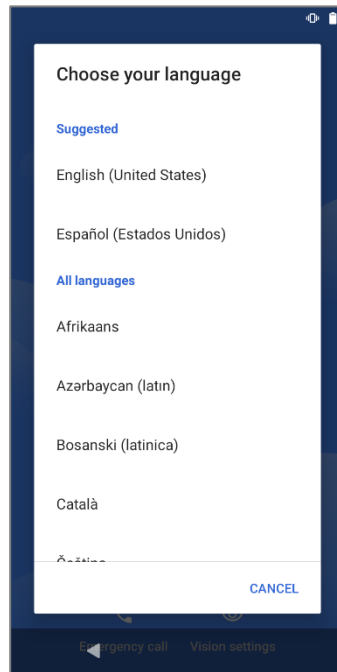 Choose your language
Suggested
English (United States)
Español (Estados Unidos)
All languages
Afrikaans
Azərbaycan (latın)
Bosanski (latinica)
Català
Čeština
CANCEL
Emergency call Vision settings